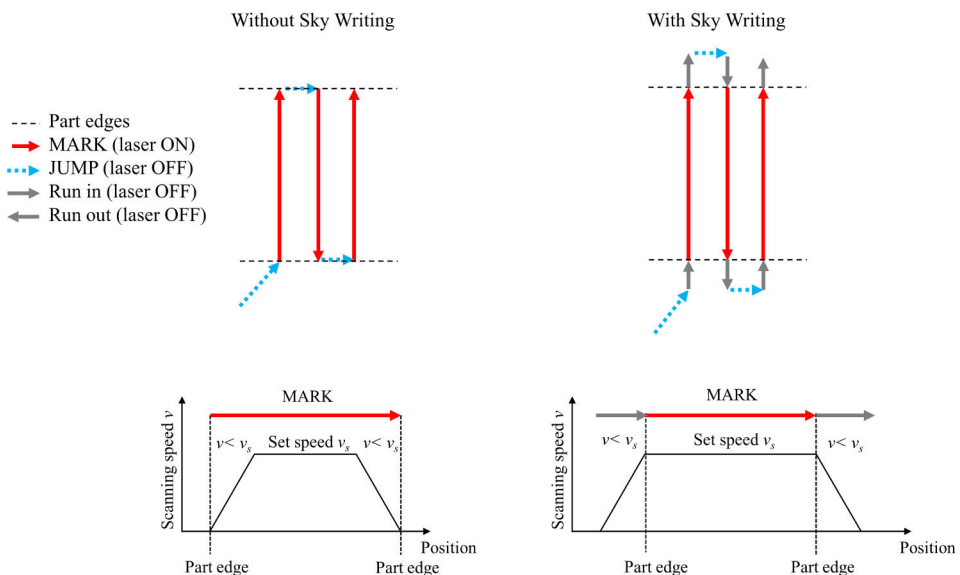 Without Sky Writing
With Sky Writing
Part edges
MARK (laser ON)
JUMP (laser OFF)
Run in (laser OFF)
Run out (laser OFF)
MARK
Scanning speed v
v< vₛ
Set speed vₛ
v< vₛ
Position
Part edge
Part edge
MARK
Scanning speed v
v< vₛ
Set speed vₛ
v< vₛ
Position
Part edge
Part edge